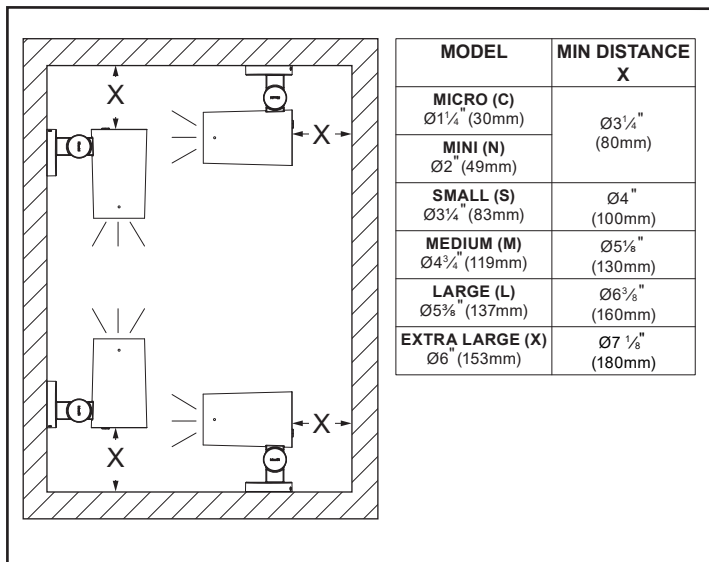 X
X
X
X
MODEL
MIN DISTANCE
X
MICRO (C)
Ø1¼" (30mm)
Ø3¼"
(80mm)
MINI (N)
Ø2" (49mm)
SMALL (S)
Ø3¼" (83mm)
Ø4"
(100mm)
MEDIUM (M)
Ø4¾" (119mm)
Ø5⅛"
(130mm)
LARGE (L)
Ø5⅜" (137mm)
Ø6⅜"
(160mm)
EXTRA LARGE (X)
Ø6" (153mm)
Ø7 ⅛"
(180mm)